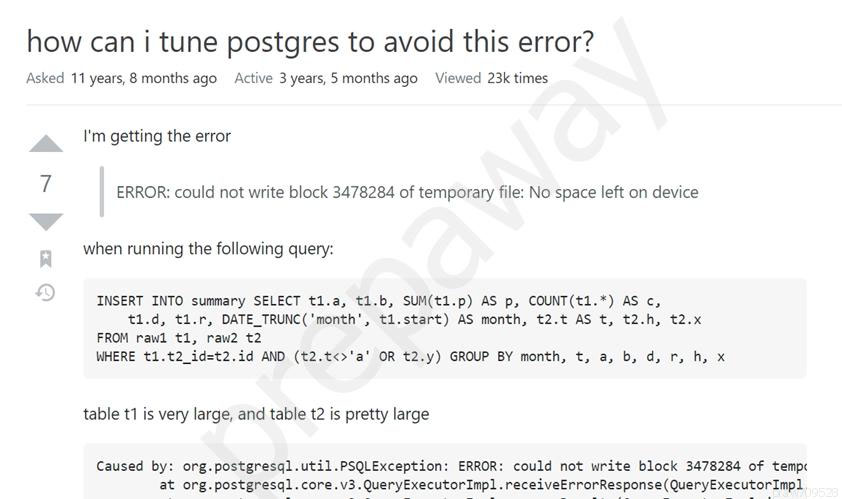 how can i tune postgres to avoid this error?
Asked 11 years, 8 months ago Active 3 years, 5 months ago Viewed 23k times
I'm getting the error
7
ERROR: could not write block 3478284 of temporary file: No space left on device
when running the following query:
INSERT INTO summary SELECT t1.a, t1.b, SUM(t1.p) AS p, COUNT(t1.*) AS c,
t1.d, t1.r, DATE_TRUNC('month', t1.start) AS month, t2.t AS t, t2.h, t2.x
FROM raw1 t1, raw2 t2
WHERE t1.t2_id=t2.id AND (t2.t<>'a' OR t2.y) GROUP BY month, t, a, b, d, r, h, x
table t1 is very large, and table t2 is pretty large
Caused by: org.postgresql.util.PSQLException: ERROR: could not write block 3478284 of tempo
at org.postgresql.core.v3.QueryExecutorImpl.receiveErrorResponse(QueryExecutorImpl
prepaway